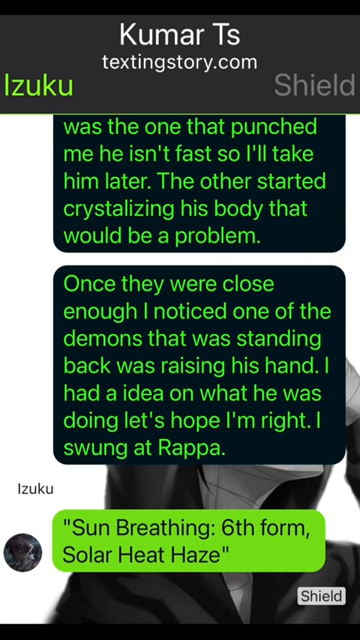 Kumar Ts
textingstory.com
Izuku
Shield
was the one that punched
me he isn't fast so I'll take
him later. The other started
crystalizing his body that
would be a problem.
Once they were close
enough I noticed one of the
demons that was standing
back was raising his hand. I
had a idea on what he was
doing let's hope I'm right. I
swung at Rappa.
Izuku
"Sun Breathing: 6th form,
Solar Heat Haze"
Shield